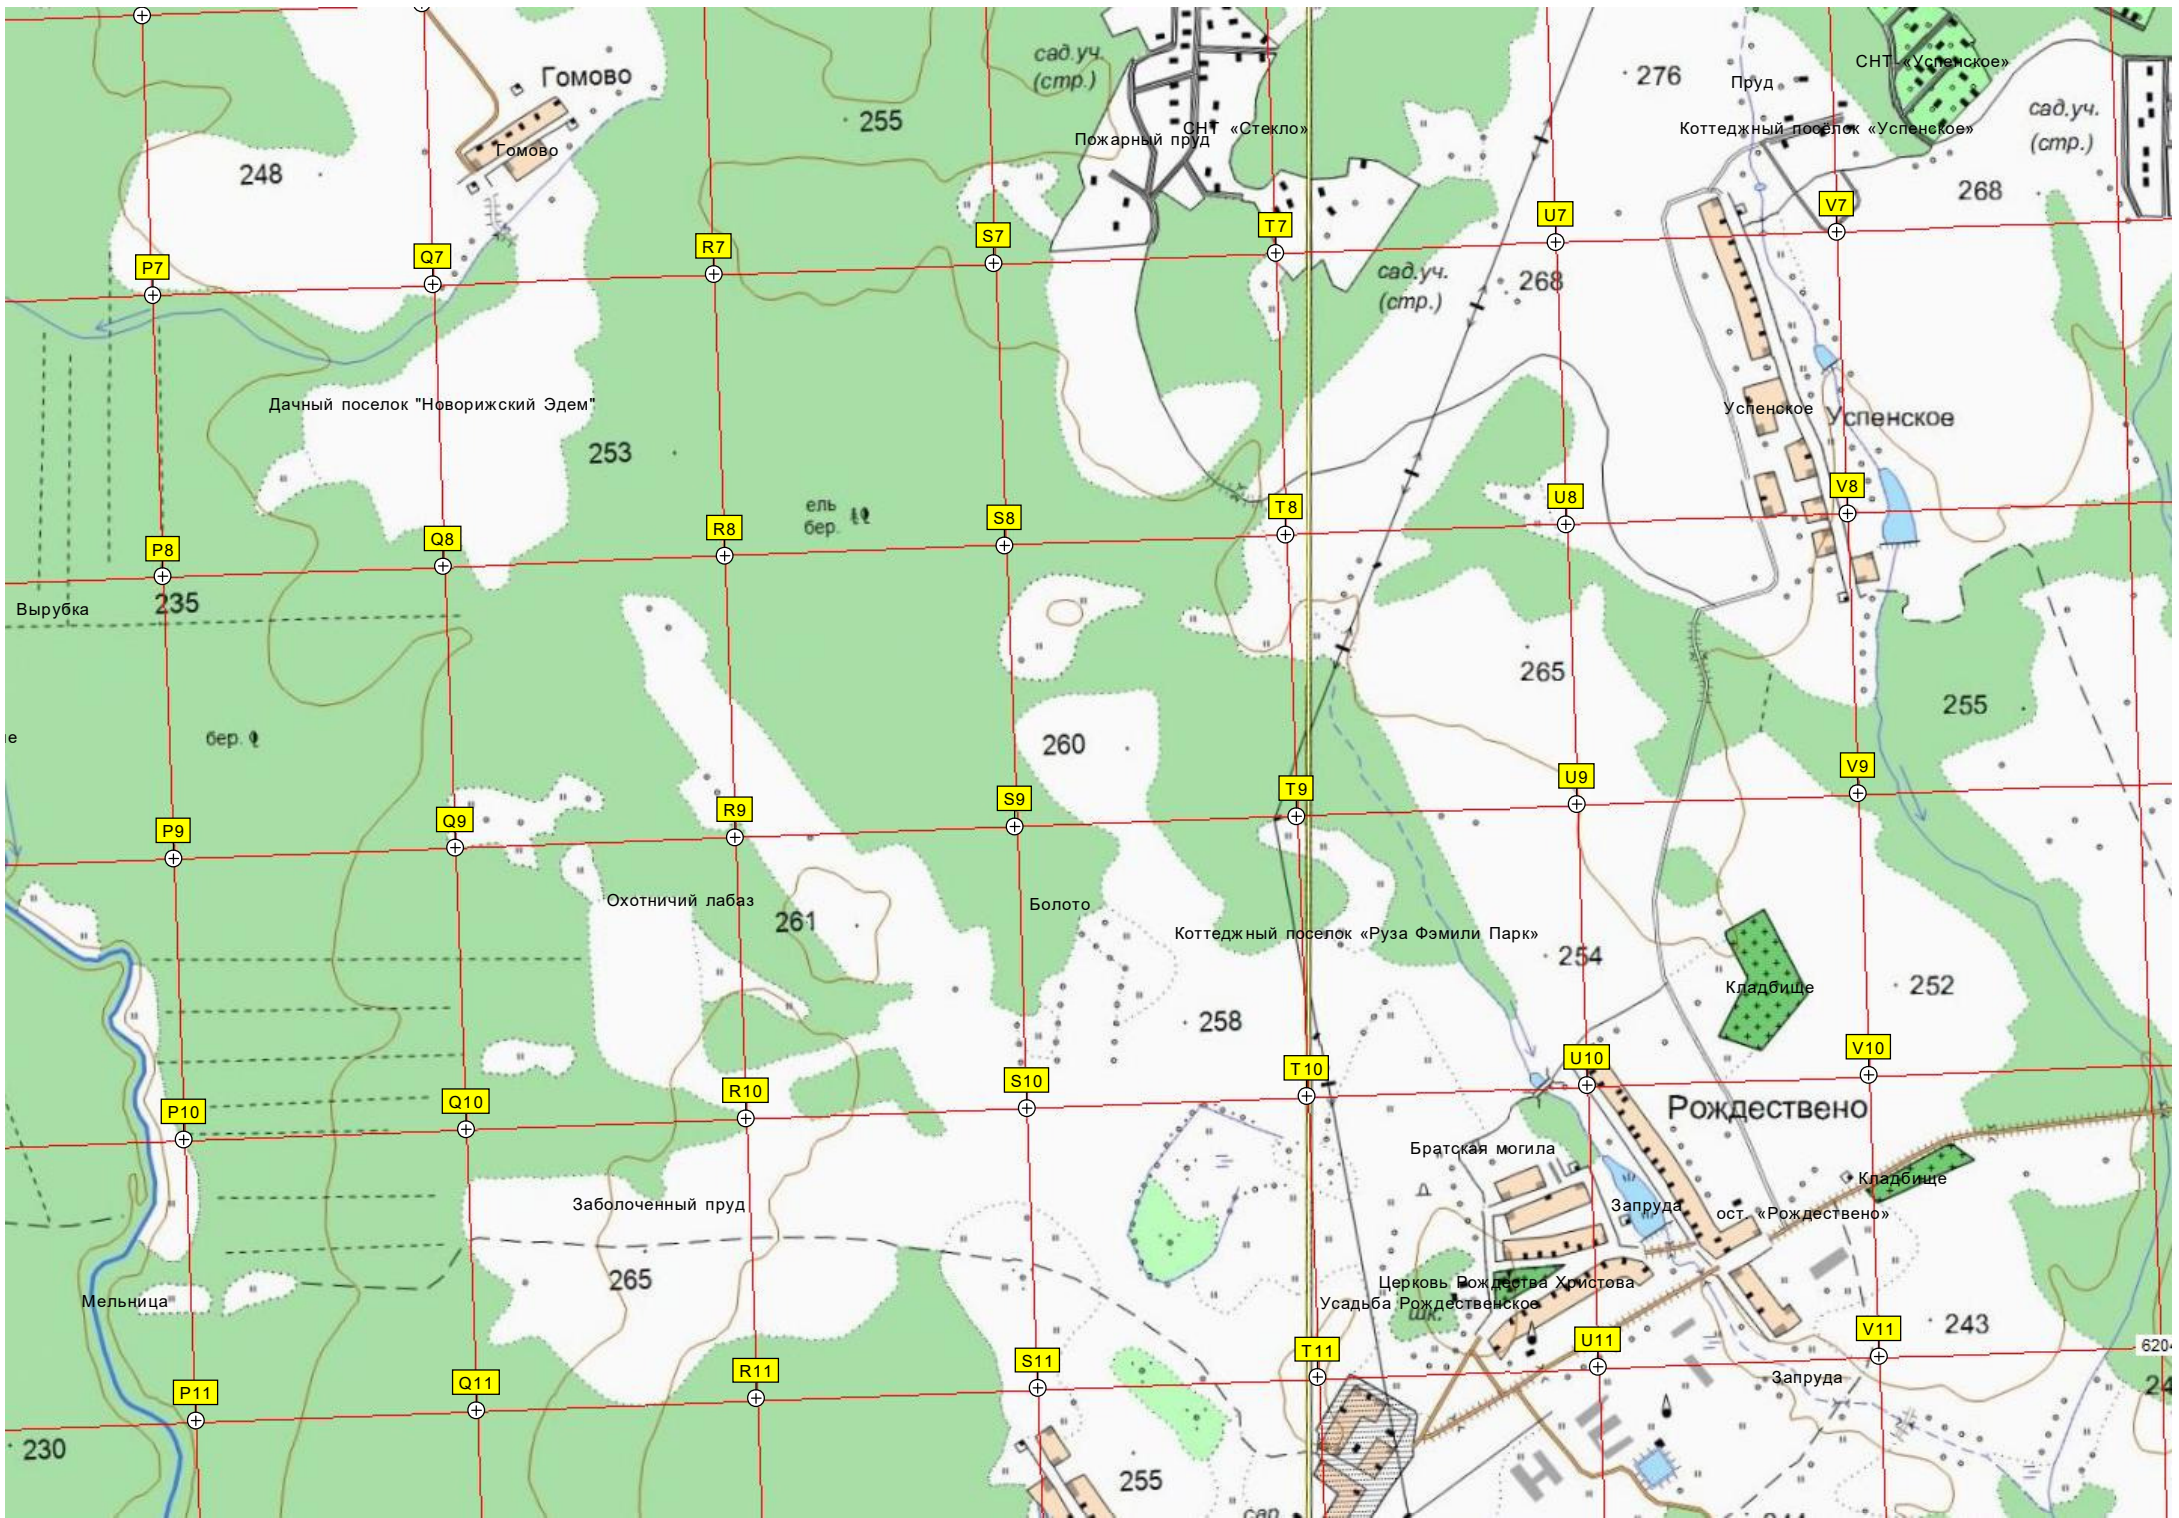 Гомово
сад.уч.
(стр.)
255
276
Пруд
СНТ «Успенское»
сад.уч.
(стр.)
Пожарный пруд
СНТ «Стекло»
Коттеджный посёлок «Успенское»
Гомово
248
268
P7
Q7
R7
S7
T7
U7
V7
сад.уч.
(стр.)
268
Дачный поселок "Новорижский Эдем"
253
Успенское
Успенское
ель
бер.
P8
Q8
R8
S8
T8
U8
V8
Вырубка
235
265
255
бер.
260
P9
Q9
R9
S9
T9
U9
V9
Охотничий лабаз
261
Болото
Коттеджный поселок «Руза Фэмили Парк»
254
Кладбище
252
258
P10
Q10
R10
S10
T10
U10
V10
Рождествено
Братская могила
Кладбище
Заболоченный пруд
Запруда
ост. «Рождествено»
265
Мельница
Церковь Рождества Христова
Усадьба Рождественское
шк.
243
P11
Q11
R11
S11
T11
U11
V11
Запруда
230
255